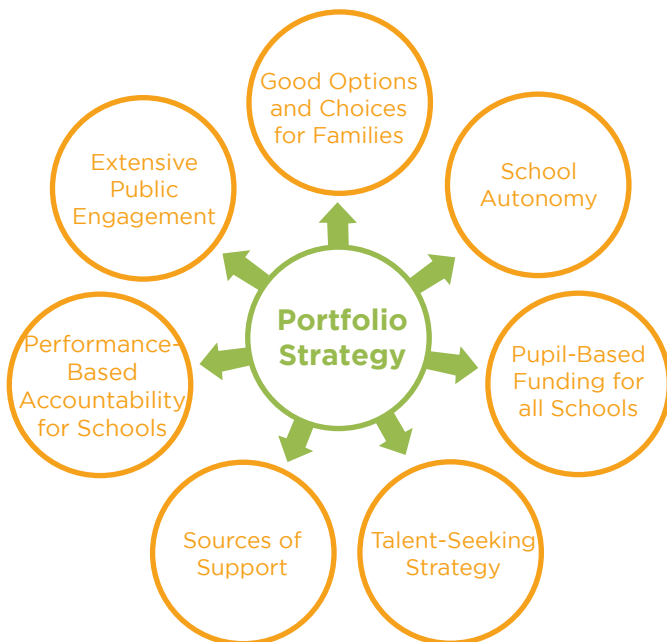 Good Options
and Choices
for Families
Extensive
Public
Engagement
School
Autonomy
Portfolio
Strategy
Performance-
Based
Accountability
for Schools
Pupil-Based
Funding for
all Schools
Sources of
Support
Talent-Seeking
Strategy